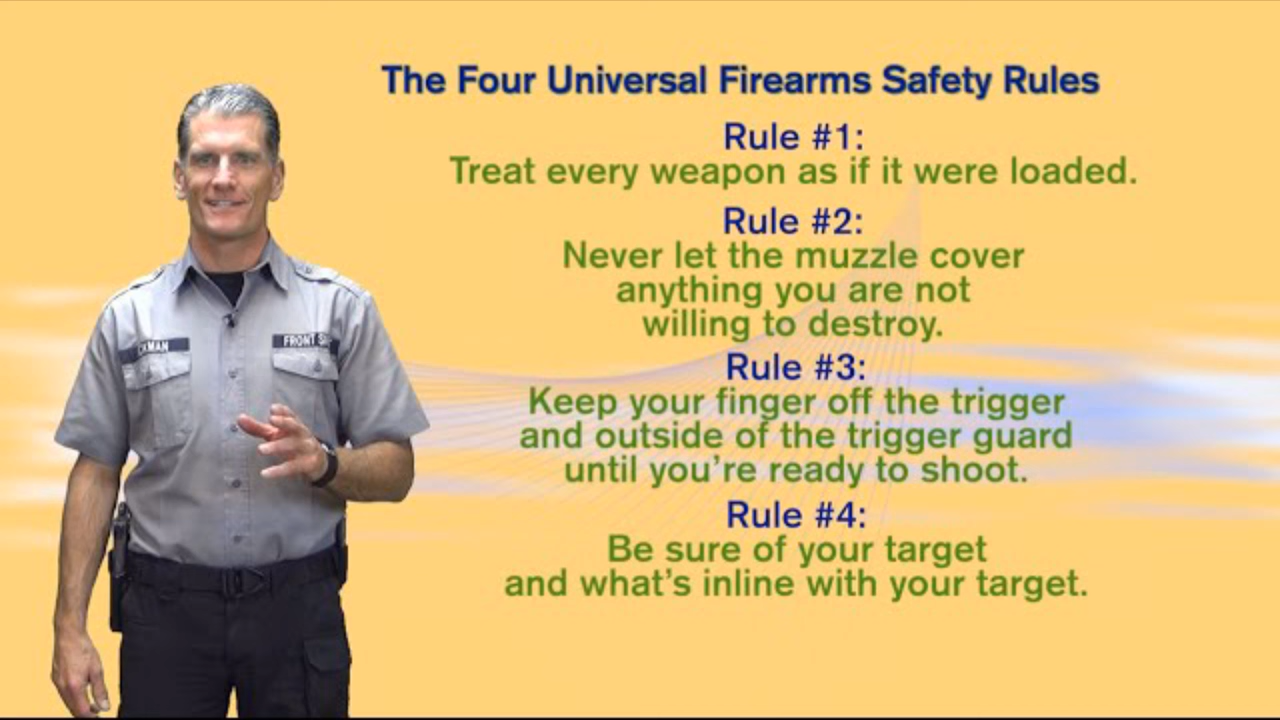 The Four Universal Firearms Safety Rules
Rule #1:
Treat every weapon as if it were loaded.
Rule #2:
Never let the muzzle cover
anything you are not
willing to destroy.
Rule #3:
Keep your finger off the trigger
and outside of the trigger guard
until you're ready to shoot.
Rule #4:
Be sure of your target
and what's inline with your target.
FRONT